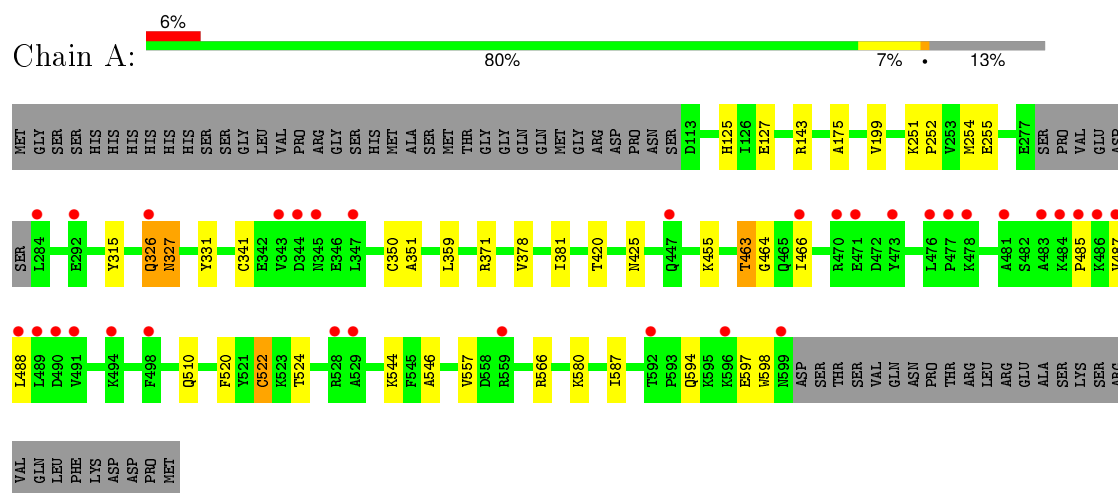 6%
Chain A:
80% 7% • 13%
MET GLY SER SER HIS HIS HIS HIS HIS HIS SER SER GLY LEU VAL PRO ARG GLY SER HIS MET ALA SER MET THR GLY GLY GLN GLN MET GLY ARG ASP PRO ASN SER D113 H125 I126 E127 R143 A175 V199 K251 P252 V253 M254 E255 E277 SER PRO VAL GLU ASP
SER L284 E292 Y315 Q326 N327 Y331 C341 E342 V343 D344 N345 E346 L347 C350 A351 L359 R371 V378 I381 T420 N425 Q447 K455 T463 G464 Q465 I466 R470 E471 D472 Y473 L476 P477 K478 A481 S482 A483 K484 P485 K486 V487
L488 L489 D490 V491 K494 F498 Q510 F520 Y521 C522 K523 T524 R528 A529 K544 F545 A546 V557 D558 R559 R566 K580 I587 T592 P593 Q594 K595 K596 E597 W598 N599 ASP SER THR SER VAL GLN ASN PRO THR ARG LEU ARG GLU ALA SER LYS SER ARG
VAL GLN LEU PHE LYS ASP ASP PRO MET